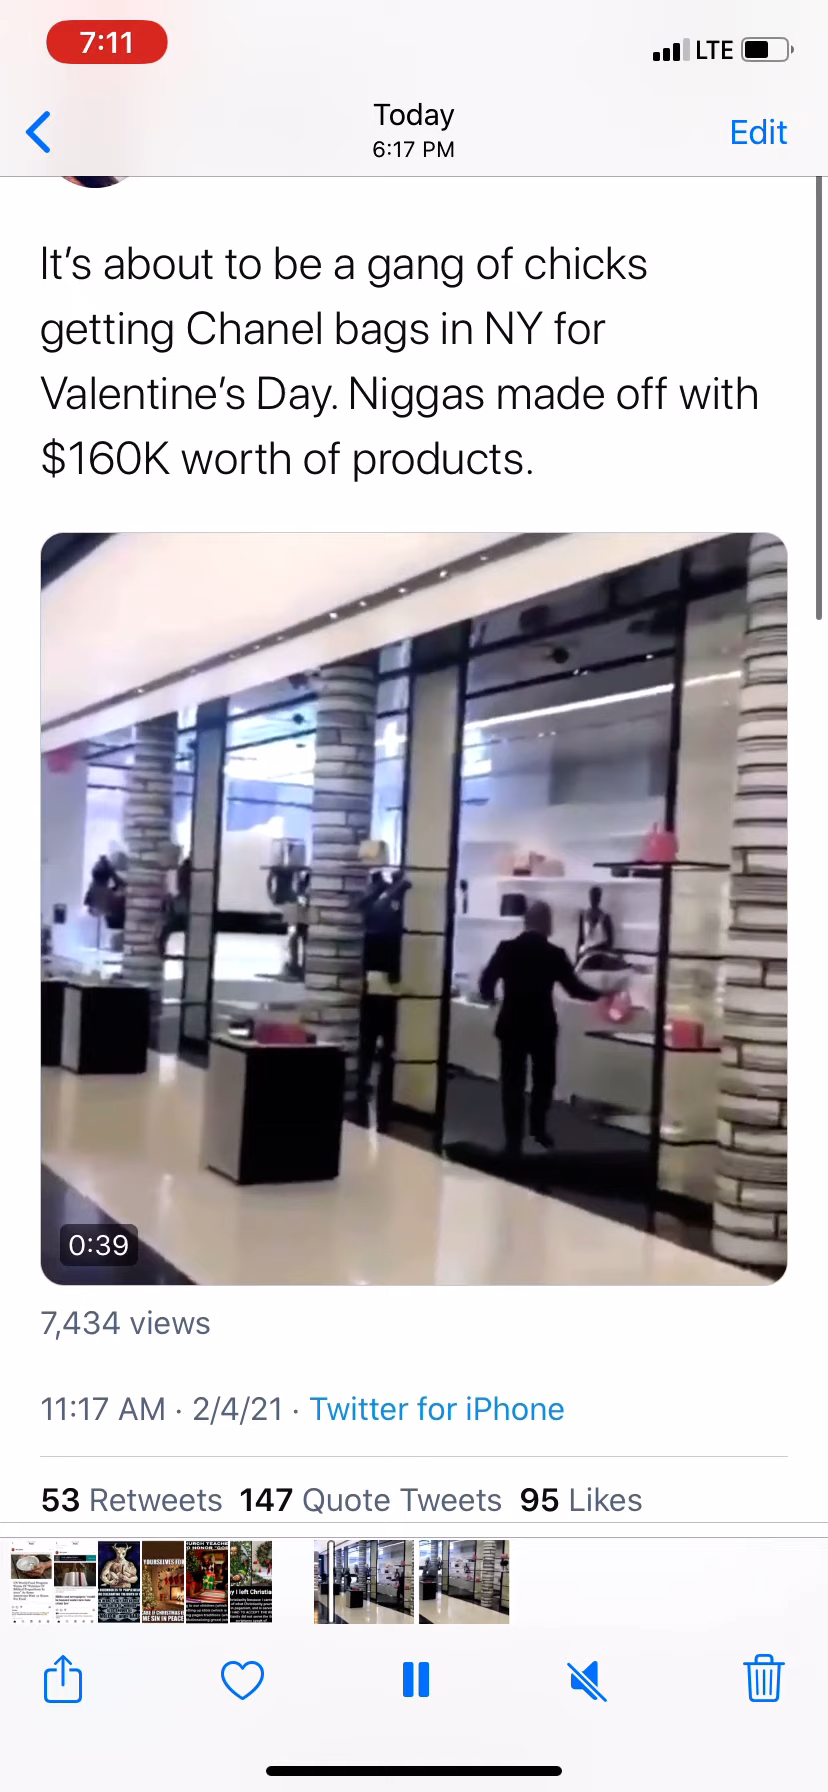 7:11
LTE
Today
6:17 PM
Edit
It's about to be a gang of chicks
getting Chanel bags in NY for
Valentine's Day. Niggas made off with
$160K worth of products.
0:39
7,434 views
11:17 AM · 2/4/21 · Twitter for iPhone
53 Retweets 147 Quote Tweets 95 Likes